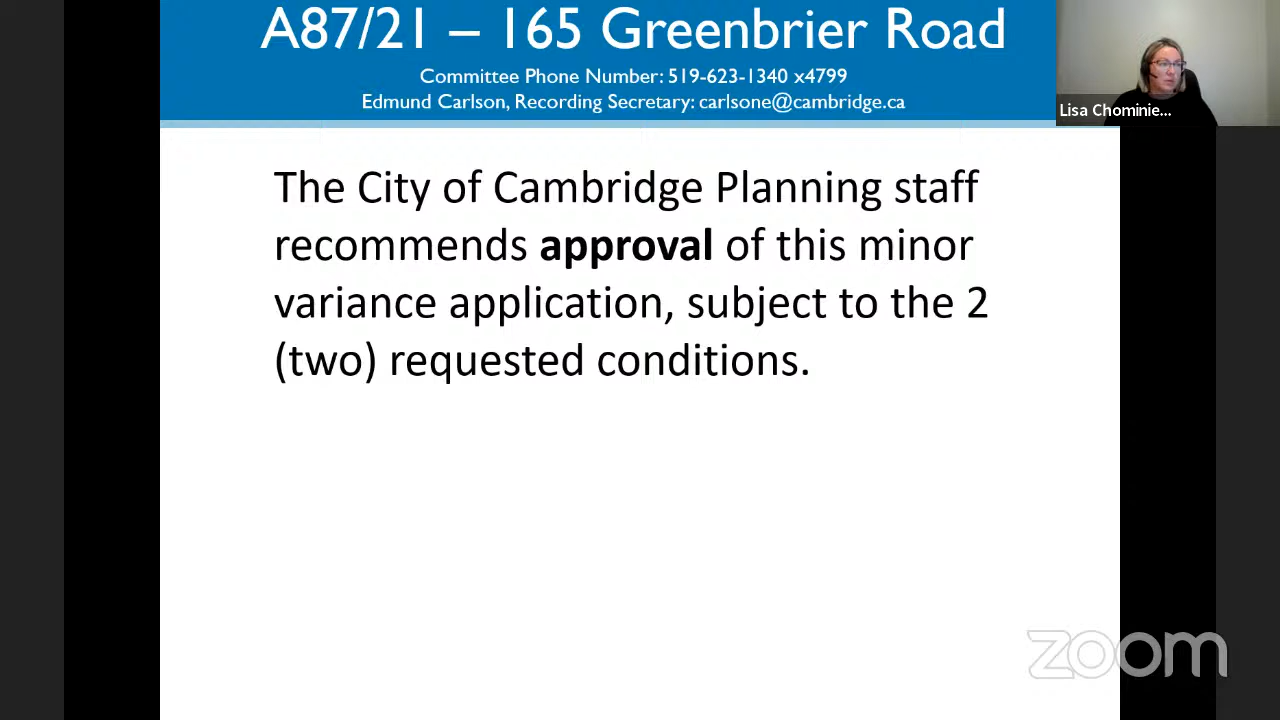 A87/21 – 165 Greenbrier Road
Committee Phone Number: 519-623-1340 x4799
Edmund Carlson, Recording Secretary: carlsone@cambridge.ca
Lisa Chominie...
The City of Cambridge Planning staff
recommends approval of this minor
variance application, subject to the 2
(two) requested conditions.
zoom